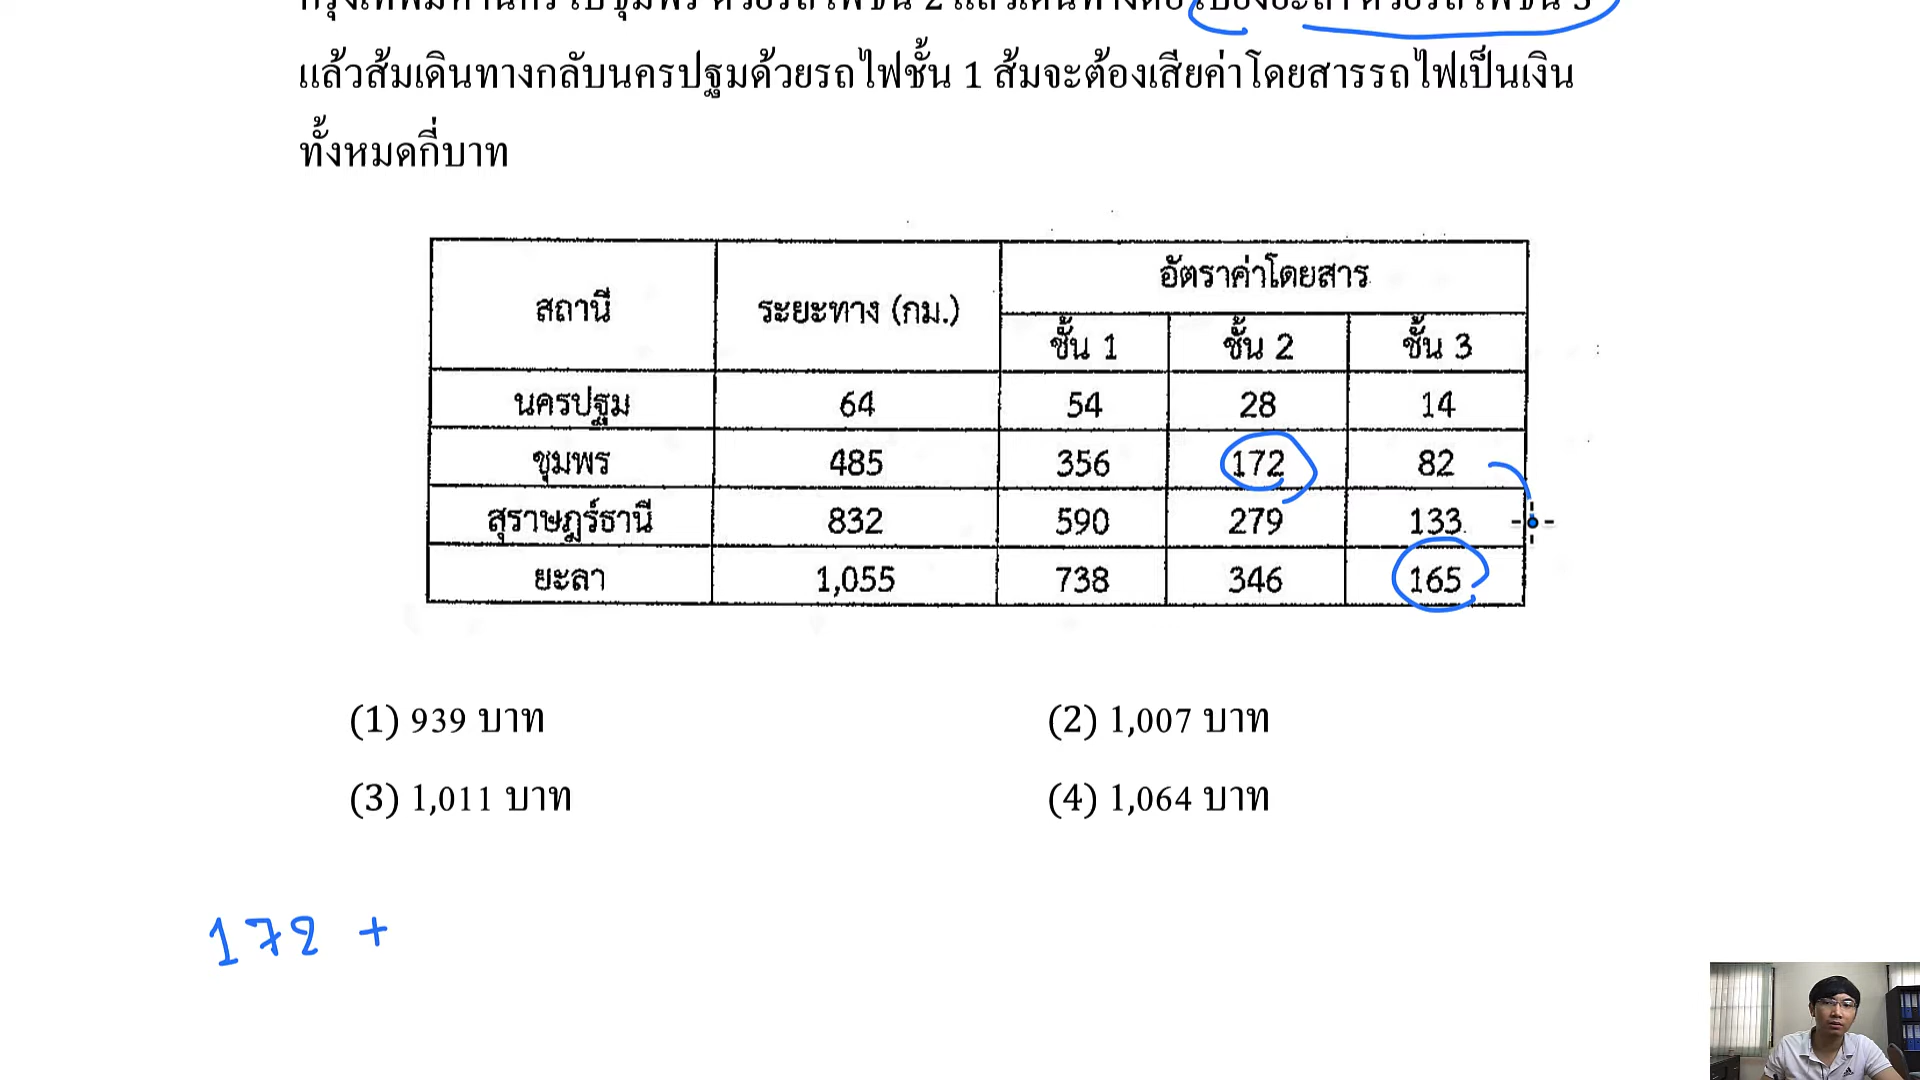 แล้วส้มเดินทางกลับนครปฐมด้วยรถไฟชั้น 1 ส้มจะต้องเสียค่าโดยสารรถไฟเป็นเงิน
ทั้งหมดกี่บาท
สถานี ระยะทาง (กม.) อัตราค่าโดยสาร
ชั้น 1 ชั้น 2 ชั้น 3
นครปฐม 64 54 28 14
ชุมพร 485 356 172 82
สุราษฎร์ธานี 832 590 279 133
ยะลา 1,055 738 346 165
(1) 939 บาท (2) 1,007 บาท
(3) 1,011 บาท (4) 1,064 บาท
172 +